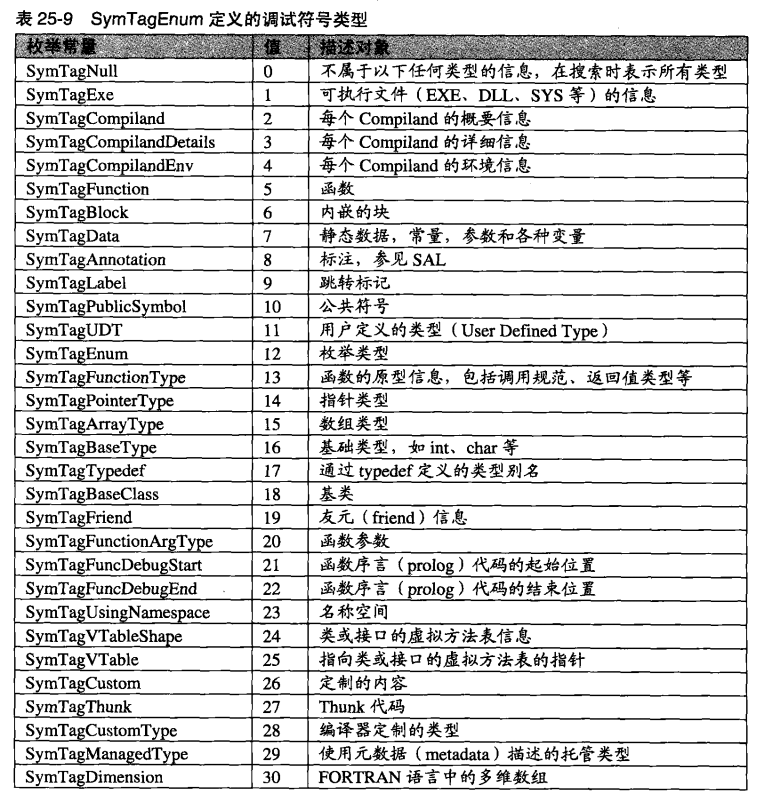 表 25-9 SymTagEnum 定义的调试符号类型
枚举常量 值 描述对象
SymTagNull 0 不属于以下任何类型的信息，在搜索时表示所有类型
SymTagExe 1 可执行文件（EXE、DLL、SYS 等）的信息
SymTagCompiland 2 每个 Compiland 的概要信息
SymTagCompilandDetails 3 每个 Compiland 的详细信息
SymTagCompilandEnv 4 每个 Compiland 的环境信息
SymTagFunction 5 函数
SymTagBlock 6 内嵌的块
SymTagData 7 静态数据，常量，参数和各种变量
SymTagAnnotation 8 标注，参见 SAL
SymTagLabel 9 跳转标记
SymTagPublicSymbol 10 公共符号
SymTagUDT 11 用户定义的类型（User Defined Type）
SymTagEnum 12 枚举类型
SymTagFunctionType 13 函数的原型信息，包括调用规范、返回值类型等
SymTagPointerType 14 指针类型
SymTagArrayType 15 数组类型
SymTagBaseType 16 基础类型，如 int、char 等
SymTagTypedef 17 通过 typedef 定义的类型别名
SymTagBaseClass 18 基类
SymTagFriend 19 友元（friend）信息
SymTagFunctionArgType 20 函数参数
SymTagFuncDebugStart 21 函数序言（prolog）代码的起始位置
SymTagFuncDebugEnd 22 函数序言（prolog）代码的结束位置
SymTagUsingNamespace 23 名称空间
SymTagVTableShape 24 类或接口的虚拟方法表信息
SymTagVTable 25 指向类或接口的虚拟方法表的指针
SymTagCustom 26 定制的内容
SymTagThunk 27 Thunk 代码
SymTagCustomType 28 编译器定制的类型
SymTagManagedType 29 使用元数据（metadata）描述的托管类型
SymTagDimension 30 FORTRAN 语言中的多维数组